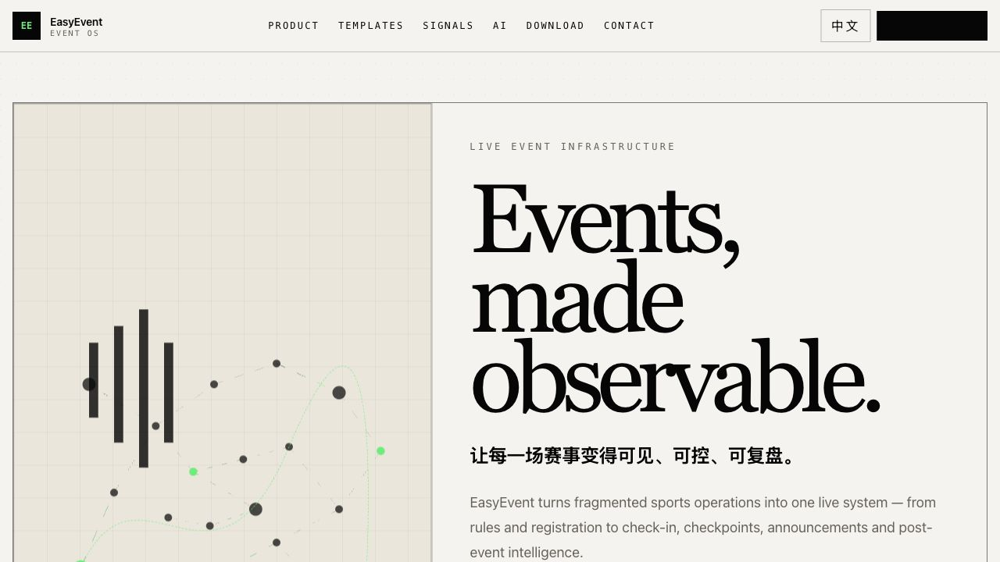 EE
EasyEvent
EVENT OS
PRODUCT TEMPLATES SIGNALS AI DOWNLOAD CONTACT
中文
LIVE EVENT INFRASTRUCTURE
Events,
made
observable.
让每一场赛事变得可见、可控、可复盘。
EasyEvent turns fragmented sports operations into one live system — from
rules and registration to check-in, checkpoints, announcements and post-
event intelligence.